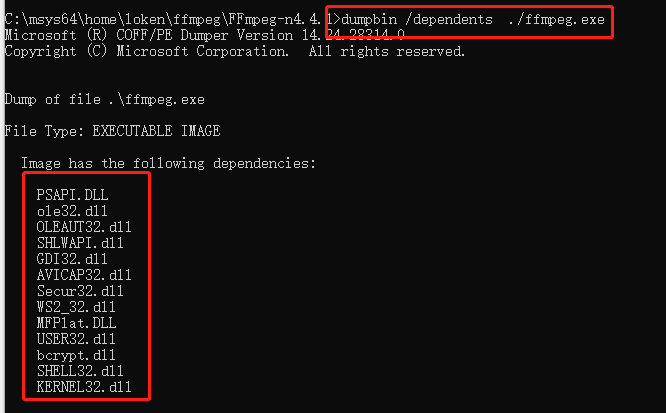 C:\msys64\home\loken\ffmpeg\FFmpeg-n4.4.1>dumpbin /dependents  ./ffmpeg.exe
Microsoft (R) COFF/PE Dumper Version 14.24.28314.0
Copyright (C) Microsoft Corporation.  All rights reserved.
Dump of file .\ffmpeg.exe
File Type: EXECUTABLE IMAGE
Image has the following dependencies:
PSAPI.DLL
ole32.dll
OLEAUT32.dll
SHLWAPI.dll
GDI32.dll
AVICAP32.dll
Secur32.dll
WS2_32.dll
MFPlat.DLL
USER32.dll
bcrypt.dll
SHELL32.dll
KERNEL32.dll